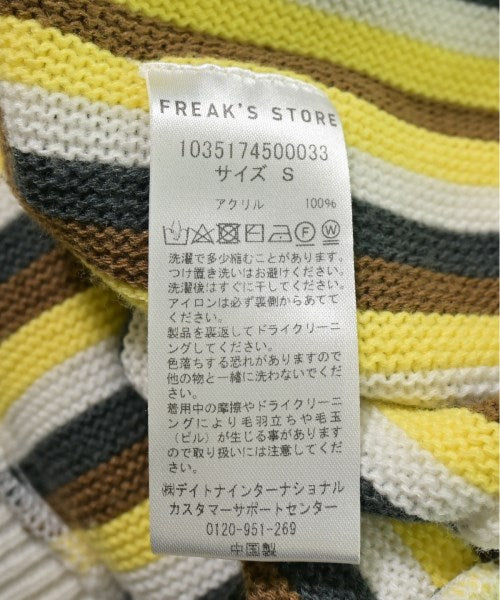 FREAK'S STORE
1035174500033
サイズ S
アクリル 100%
F W
洗濯で多少縮むことがあります。
つけ置き洗いはお避けください。
洗濯後はすぐに干してください。
アイロンは必ず裏側からあてて
ください。
製品を裏返してドライクリーニ
ングしてください。
色落ちする恐れがありますので
他の物と一緒に洗わないでくだ
さい。
着用中の摩擦やドライクリーニ
ングにより毛羽立ちや毛玉
(ピル)が生じる事があります
ので取り扱いには注意してくだ
さい。
㈱デイトナインターナショナル
カスタマーサポートセンター
0120-951-269
中国製